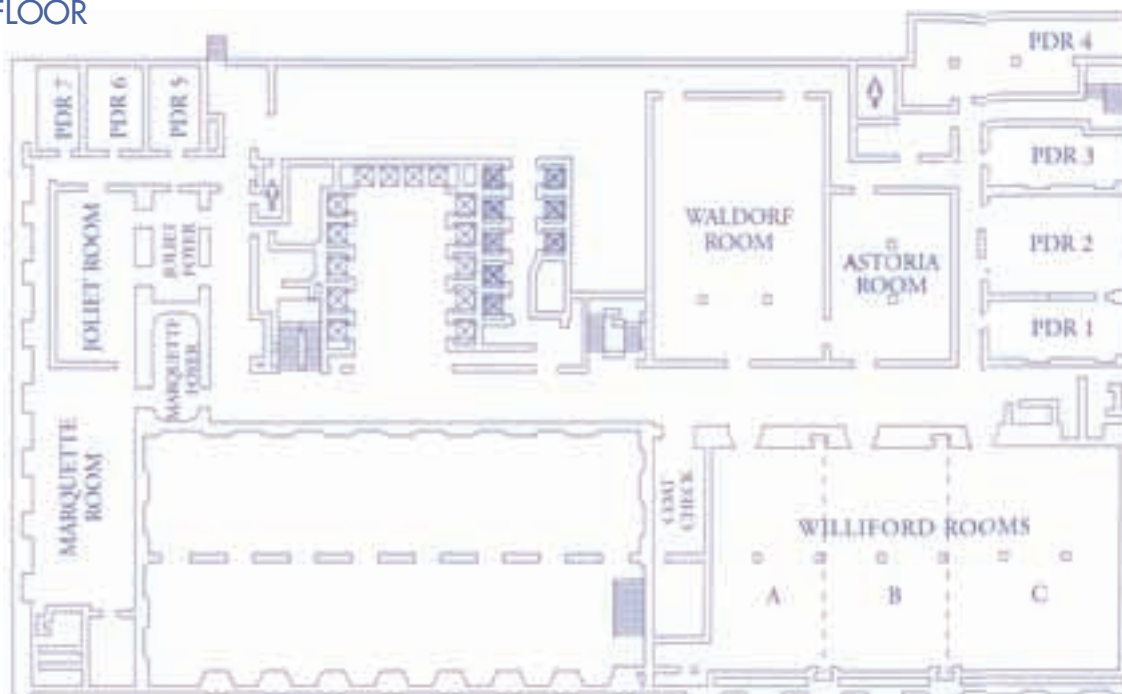 FLOOR
PDR 4
PDR 7
PDR 6
PDR 5
PDR 3
WALDORF
ROOM
PDR 2
JOLIET ROOM
JOLIET
FOYER
ASTORIA
ROOM
PDR 1
MARQUETTE
FOYER
MARQUETTE
ROOM
COAT
CHECK
WILLIFORD ROOMS
A
B
C